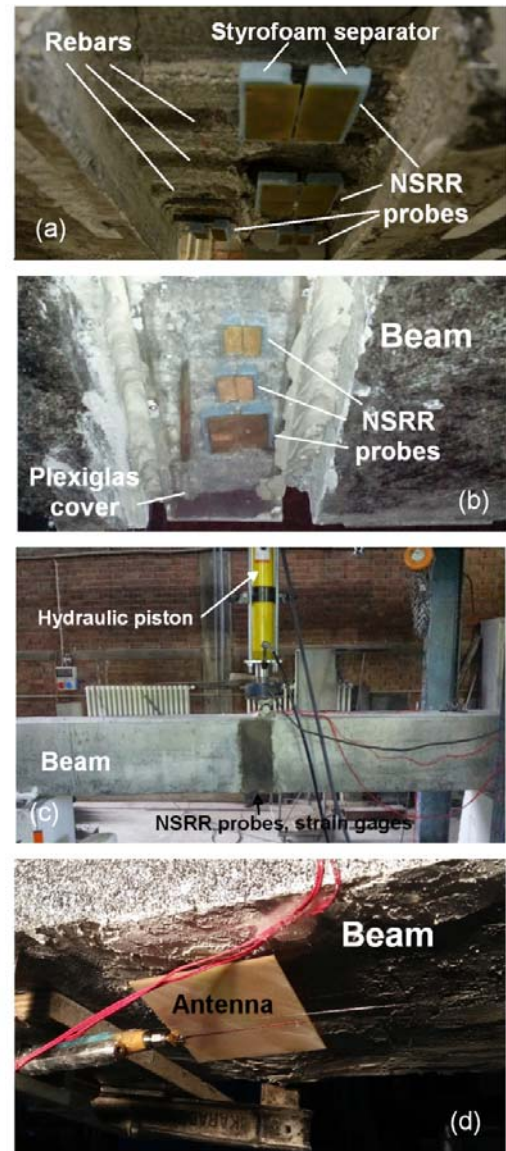 Rebars
Styrofoam separator
NSRR
probes
(a)
Beam
NSRR
probes
Plexiglas
cover
(b)
Hydraulic piston
Beam
(c)
NSRR probes, strain gages
Beam
Antenna
KARAD
(d)